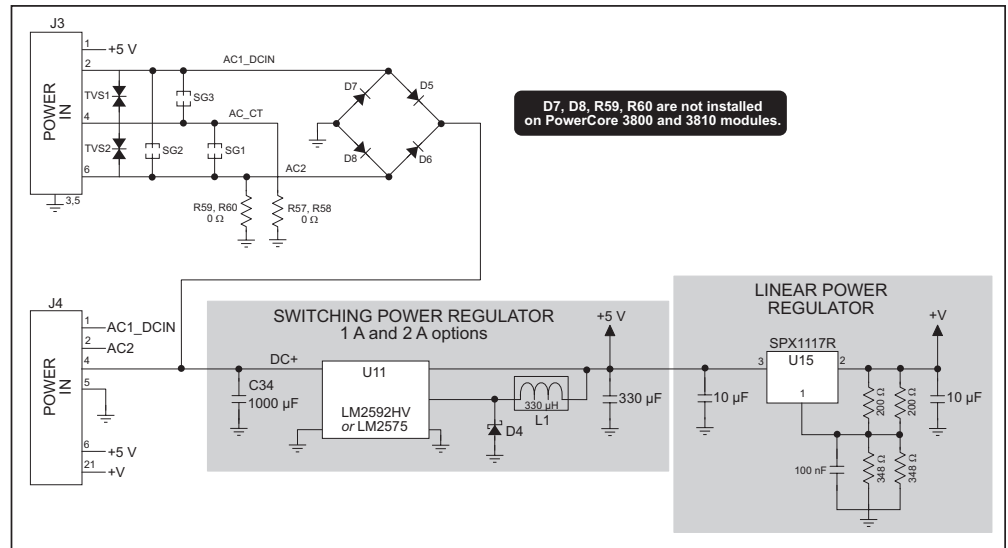 J3
POWER IN
1
+5 V
2
AC1_DCIN
TVS1
SG3
D7
D5
D7, D8, R59, R60 are not installed
on PowerCore 3800 and 3810 modules.
4
AC_CT
TVS2
SG2
SG1
D8
D6
6
AC2
3,5
R59, R60
0 Ω
R57, R58
0 Ω
J4
POWER IN
1
AC1_DCIN
2
AC2
4
5
6
+5 V
21
+V
SWITCHING POWER REGULATOR
1 A and 2 A options
+5 V
DC+
C34
1000 µF
U11
LM2592HV
or LM2575
330 µH
L1
D4
330 µF
LINEAR POWER
REGULATOR
+V
SPX1117R
3
U15
2
1
10 µF
200 Ω
200 Ω
10 µF
100 nF
348 Ω
348 Ω